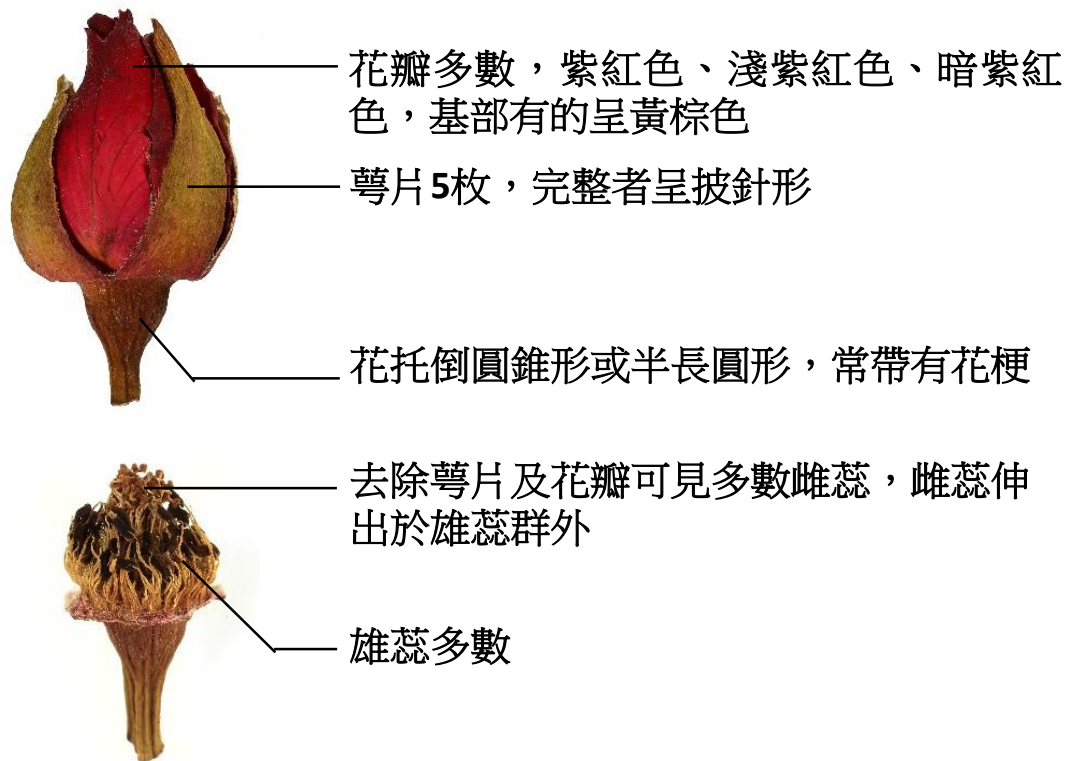 花瓣多數，紫紅色、淺紫紅色、暗紫紅
色，基部有的呈黃棕色
萼片5枚，完整者呈披針形
花托倒圓錐形或半長圓形，常帶有花梗
去除萼片及花瓣可見多數雌蕊，雌蕊伸
出於雄蕊群外
雄蕊多數